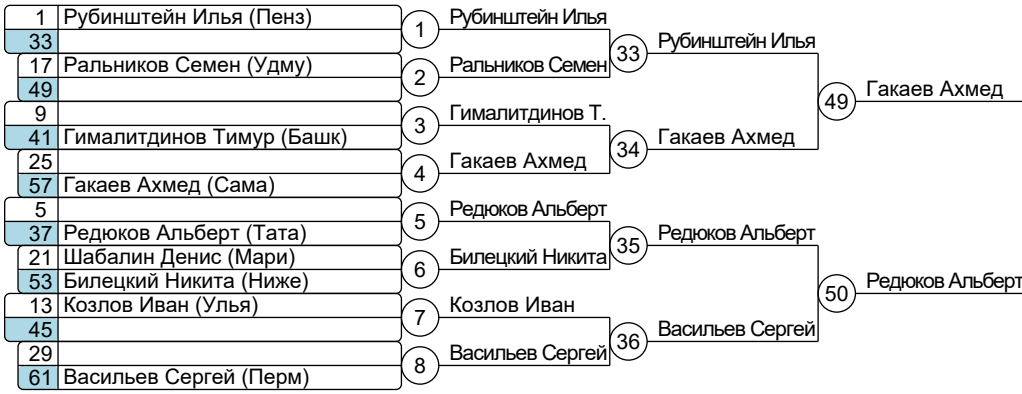 1 Рубинштейн Илья (Пенз)
33
17 Ральников Семен (Удму)
49
9
41 Гималитдинов Тимур (Башк)
25
57 Гакаев Ахмед (Сама)
5
37 Редюков Альберт (Тата)
21 Шабалин Денис (Мари)
53 Билецкий Никита (Ниже)
13 Козлов Иван (Улья)
45
29
61 Васильев Сергей (Перм)
1 Рубинштейн Илья
2 Ральников Семен
3 Гималитдинов Т.
4 Гакаев Ахмед
5 Редюков Альберт
6 Билецкий Никита
7 Козлов Иван
8 Васильев Сергей
33 Рубинштейн Илья
34 Гакаев Ахмед
35 Редюков Альберт
36 Васильев Сергей
49 Гакаев Ахмед
50 Редюков Альберт